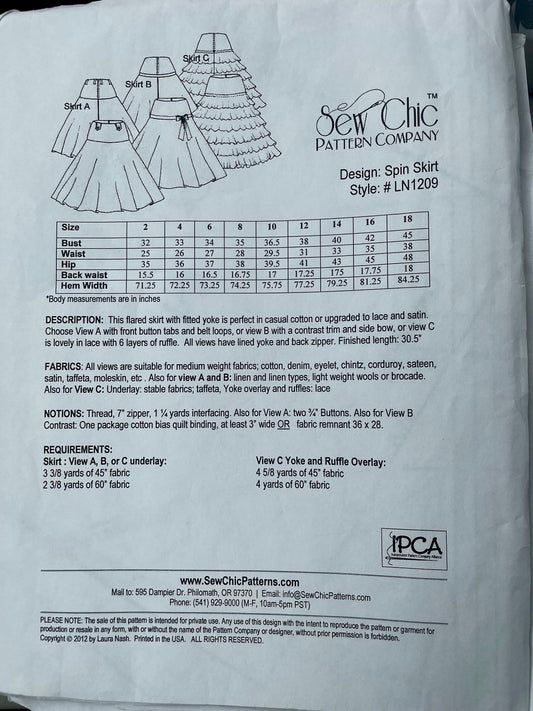 Skirt C
Skirt B
Skirt A
Sew Chic™
PATTERN COMPANY
Design: Spin Skirt
Style: # LN1209
Size 2 4 6 8 10 12 14 16 18
Bust 32 33 34 35 36.5 38 40 42 45
Waist 25 26 27 28 29.5 31 33 35 38
Hip 35 36 37 38 39.5 41 43 45 48
Back waist 15.5 16 16.5 16.75 17 17.25 175 17.75 18
Hem Width 71.25 72.25 73.25 74.25 75.75 77.25 79.25 81.25 84.25
*Body measurements are in inches
DESCRIPTION: This flared skirt with fitted yoke is perfect in casual cotton or upgraded to lace and satin.
Choose View A with front button tabs and belt loops, or view B with a contrast trim and side bow, or view C
is lovely in lace with 6 layers of ruffle. All views have lined yoke and back zipper. Finished length: 30.5"
FABRICS: All views are suitable for medium weight fabrics; cotton, denim, eyelet, chintz, corduroy, sateen,
satin, taffeta, moleskin, etc. Also for view A and B: linen and linen types, light weight wools or brocade.
Also for View C: Underlay: stable fabrics; taffeta, Yoke overlay and ruffles: lace
NOTIONS: Thread, 7" zipper, 1 ¼ yards interfacing. Also for View A: two ¾" Buttons. Also for View B
Contrast: One package cotton bias quilt binding, at least 3" wide OR fabric remnant 36 x 28.
REQUIREMENTS:
Skirt : View A, B, or C underlay:
3 3/8 yards of 45" fabric
2 3/8 yards of 60" fabric
View C Yoke and Ruffle Overlay:
4 5/8 yards of 45" fabric
4 yards of 60" fabric
IPCA
Independent Pattern Company Alliance
www.SewChicPatterns.com
Mail to: 595 Dampier Dr. Philomath, OR 97370 | Email: info@SewChicPatterns.com
Phone: (541) 929-9000 (M-F, 10am-5pm PST)
PLEASE NOTE: The sale of this pattern is intended for private use. Any use of this design with the intent to reproduce the pattern or garment for
production or resale in any form, with or without the name of the Pattern Company or designer, without prior permission is forbidden.
Copyright © 2012 by Laura Nash. Printed in the USA. ALL RIGHTS RESERVED.